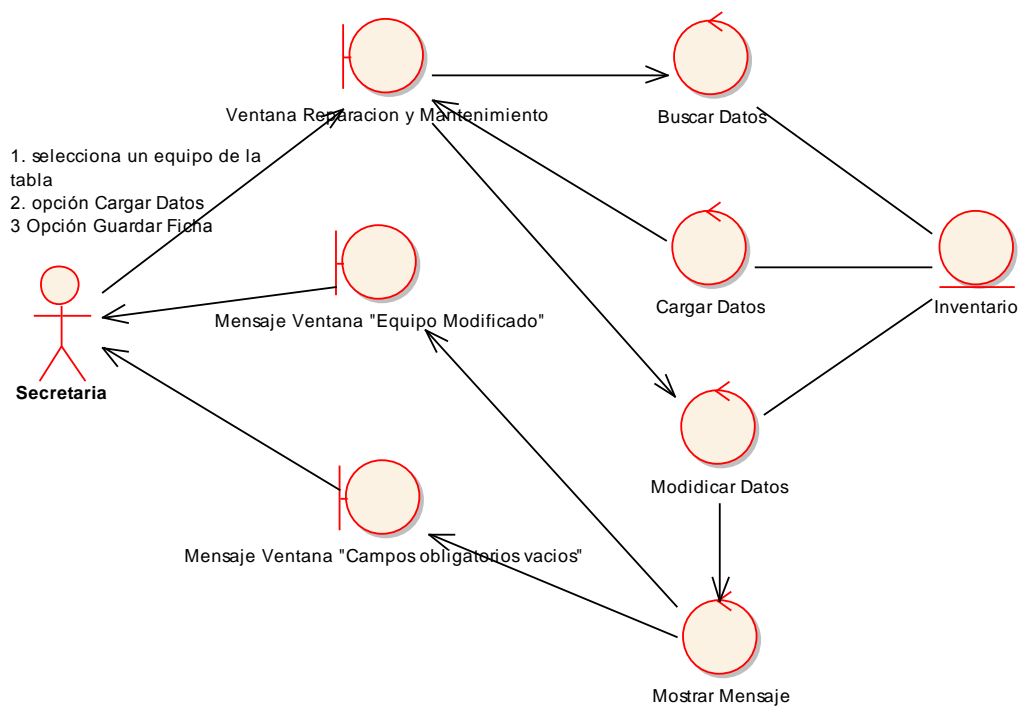 Ventana Reparacion y Mantenimiento
Buscar Datos
1. selecciona un equipo de la
tabla
2. opción Cargar Datos
3 Opción Guardar Ficha
Cargar Datos
Inventario
Mensaje Ventana "Equipo Modificado"
Secretaria
Modidicar Datos
Mensaje Ventana "Campos obligatorios vacios"
Mostrar Mensaje